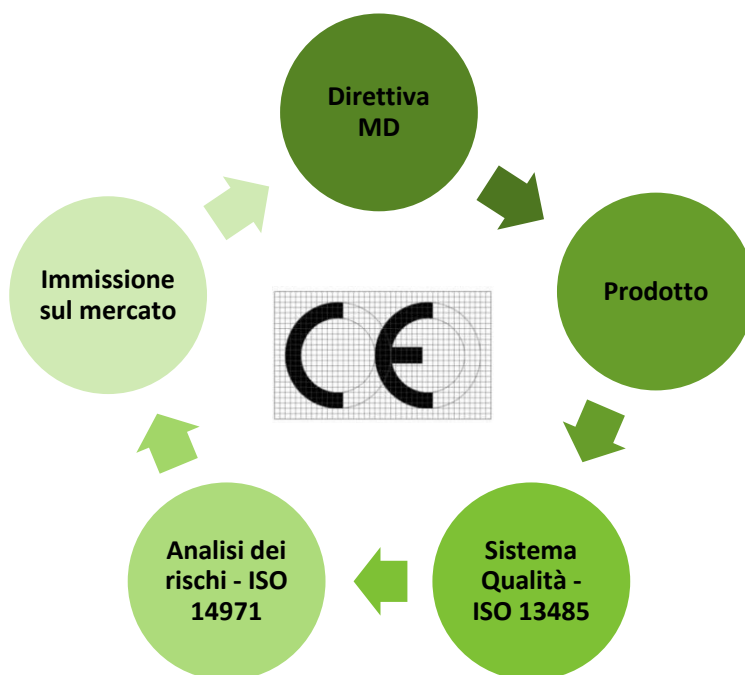 Direttiva
MD
Prodotto
Sistema
Qualità -
ISO 13485
Analisi dei
rischi - ISO
14971
Immissione
sul mercato
CE